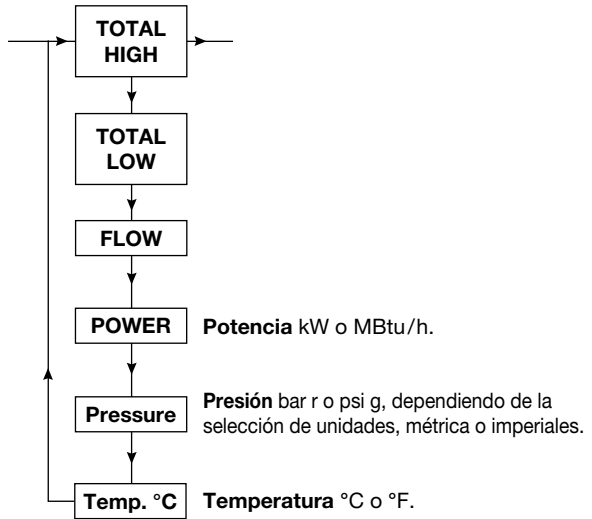 TOTAL
HIGH
TOTAL
LOW
FLOW
POWER Potencia kW o MBtu/h.
Pressure Presión bar r o psi g, dependiendo de la
selección de unidades, métrica o imperiales.
Temp. °C Temperatura °C o °F.